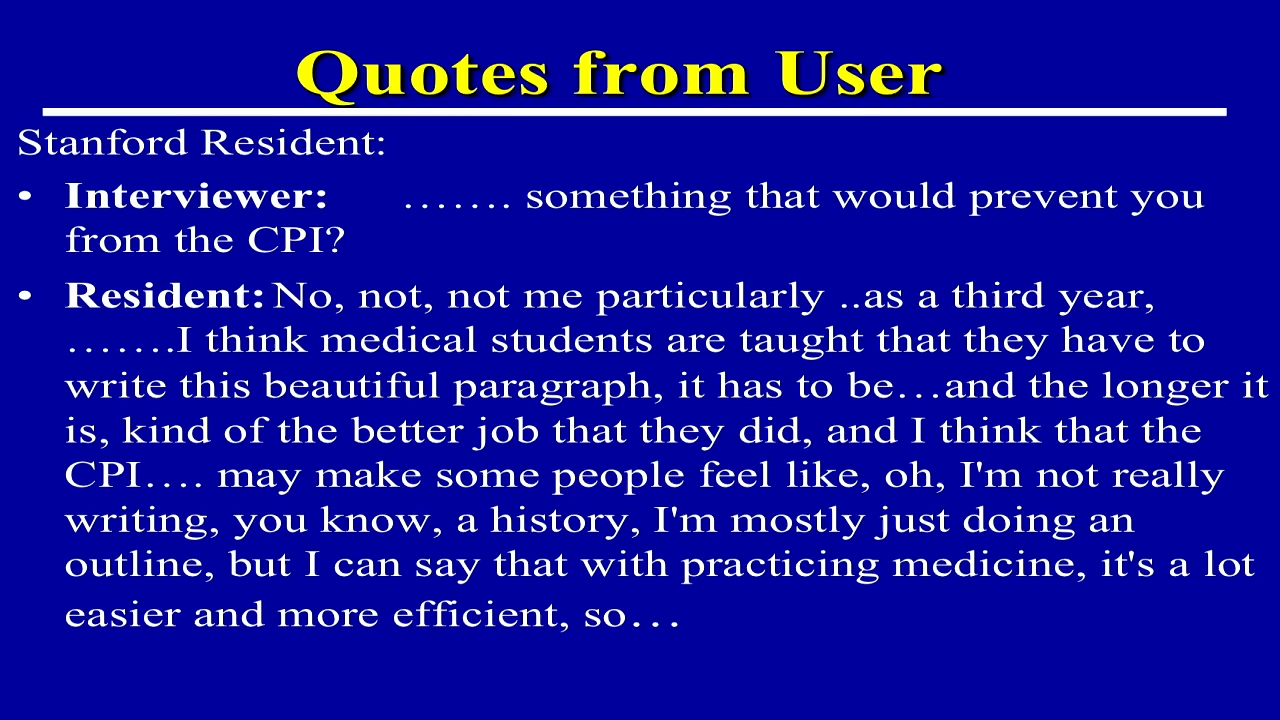 Quotes from User
Stanford Resident:
• Interviewer: ……. something that would prevent you
from the CPI?
• Resident: No, not, not me particularly ..as a third year,
…….I think medical students are taught that they have to
write this beautiful paragraph, it has to be…and the longer it
is, kind of the better job that they did, and I think that the
CPI…. may make some people feel like, oh, I'm not really
writing, you know, a history, I'm mostly just doing an
outline, but I can say that with practicing medicine, it's a lot
easier and more efficient, so…